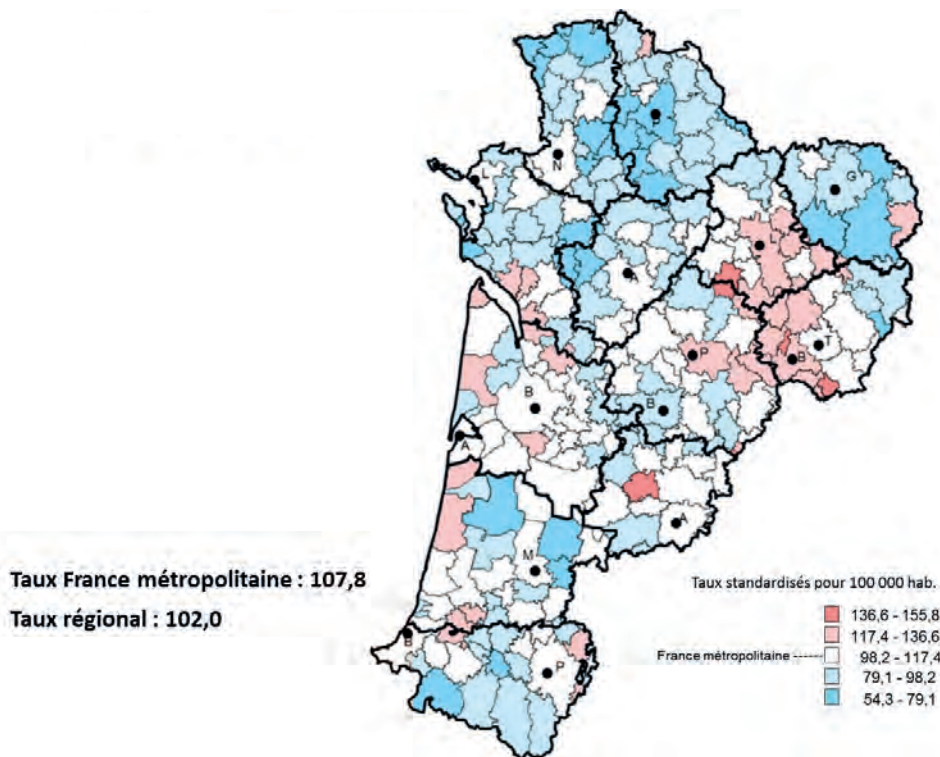 P
N
L
G
L
A
T
B
P
B
B
A
A
M
B
P
Taux France métropolitaine : 107,8
Taux régional : 102,0
Taux standardisés pour 100 000 hab.
136,6 - 155,8
117,4 - 136,6
France métropolitaine 98,2 - 117,4
79,1 - 98,2
54,3 - 79,1